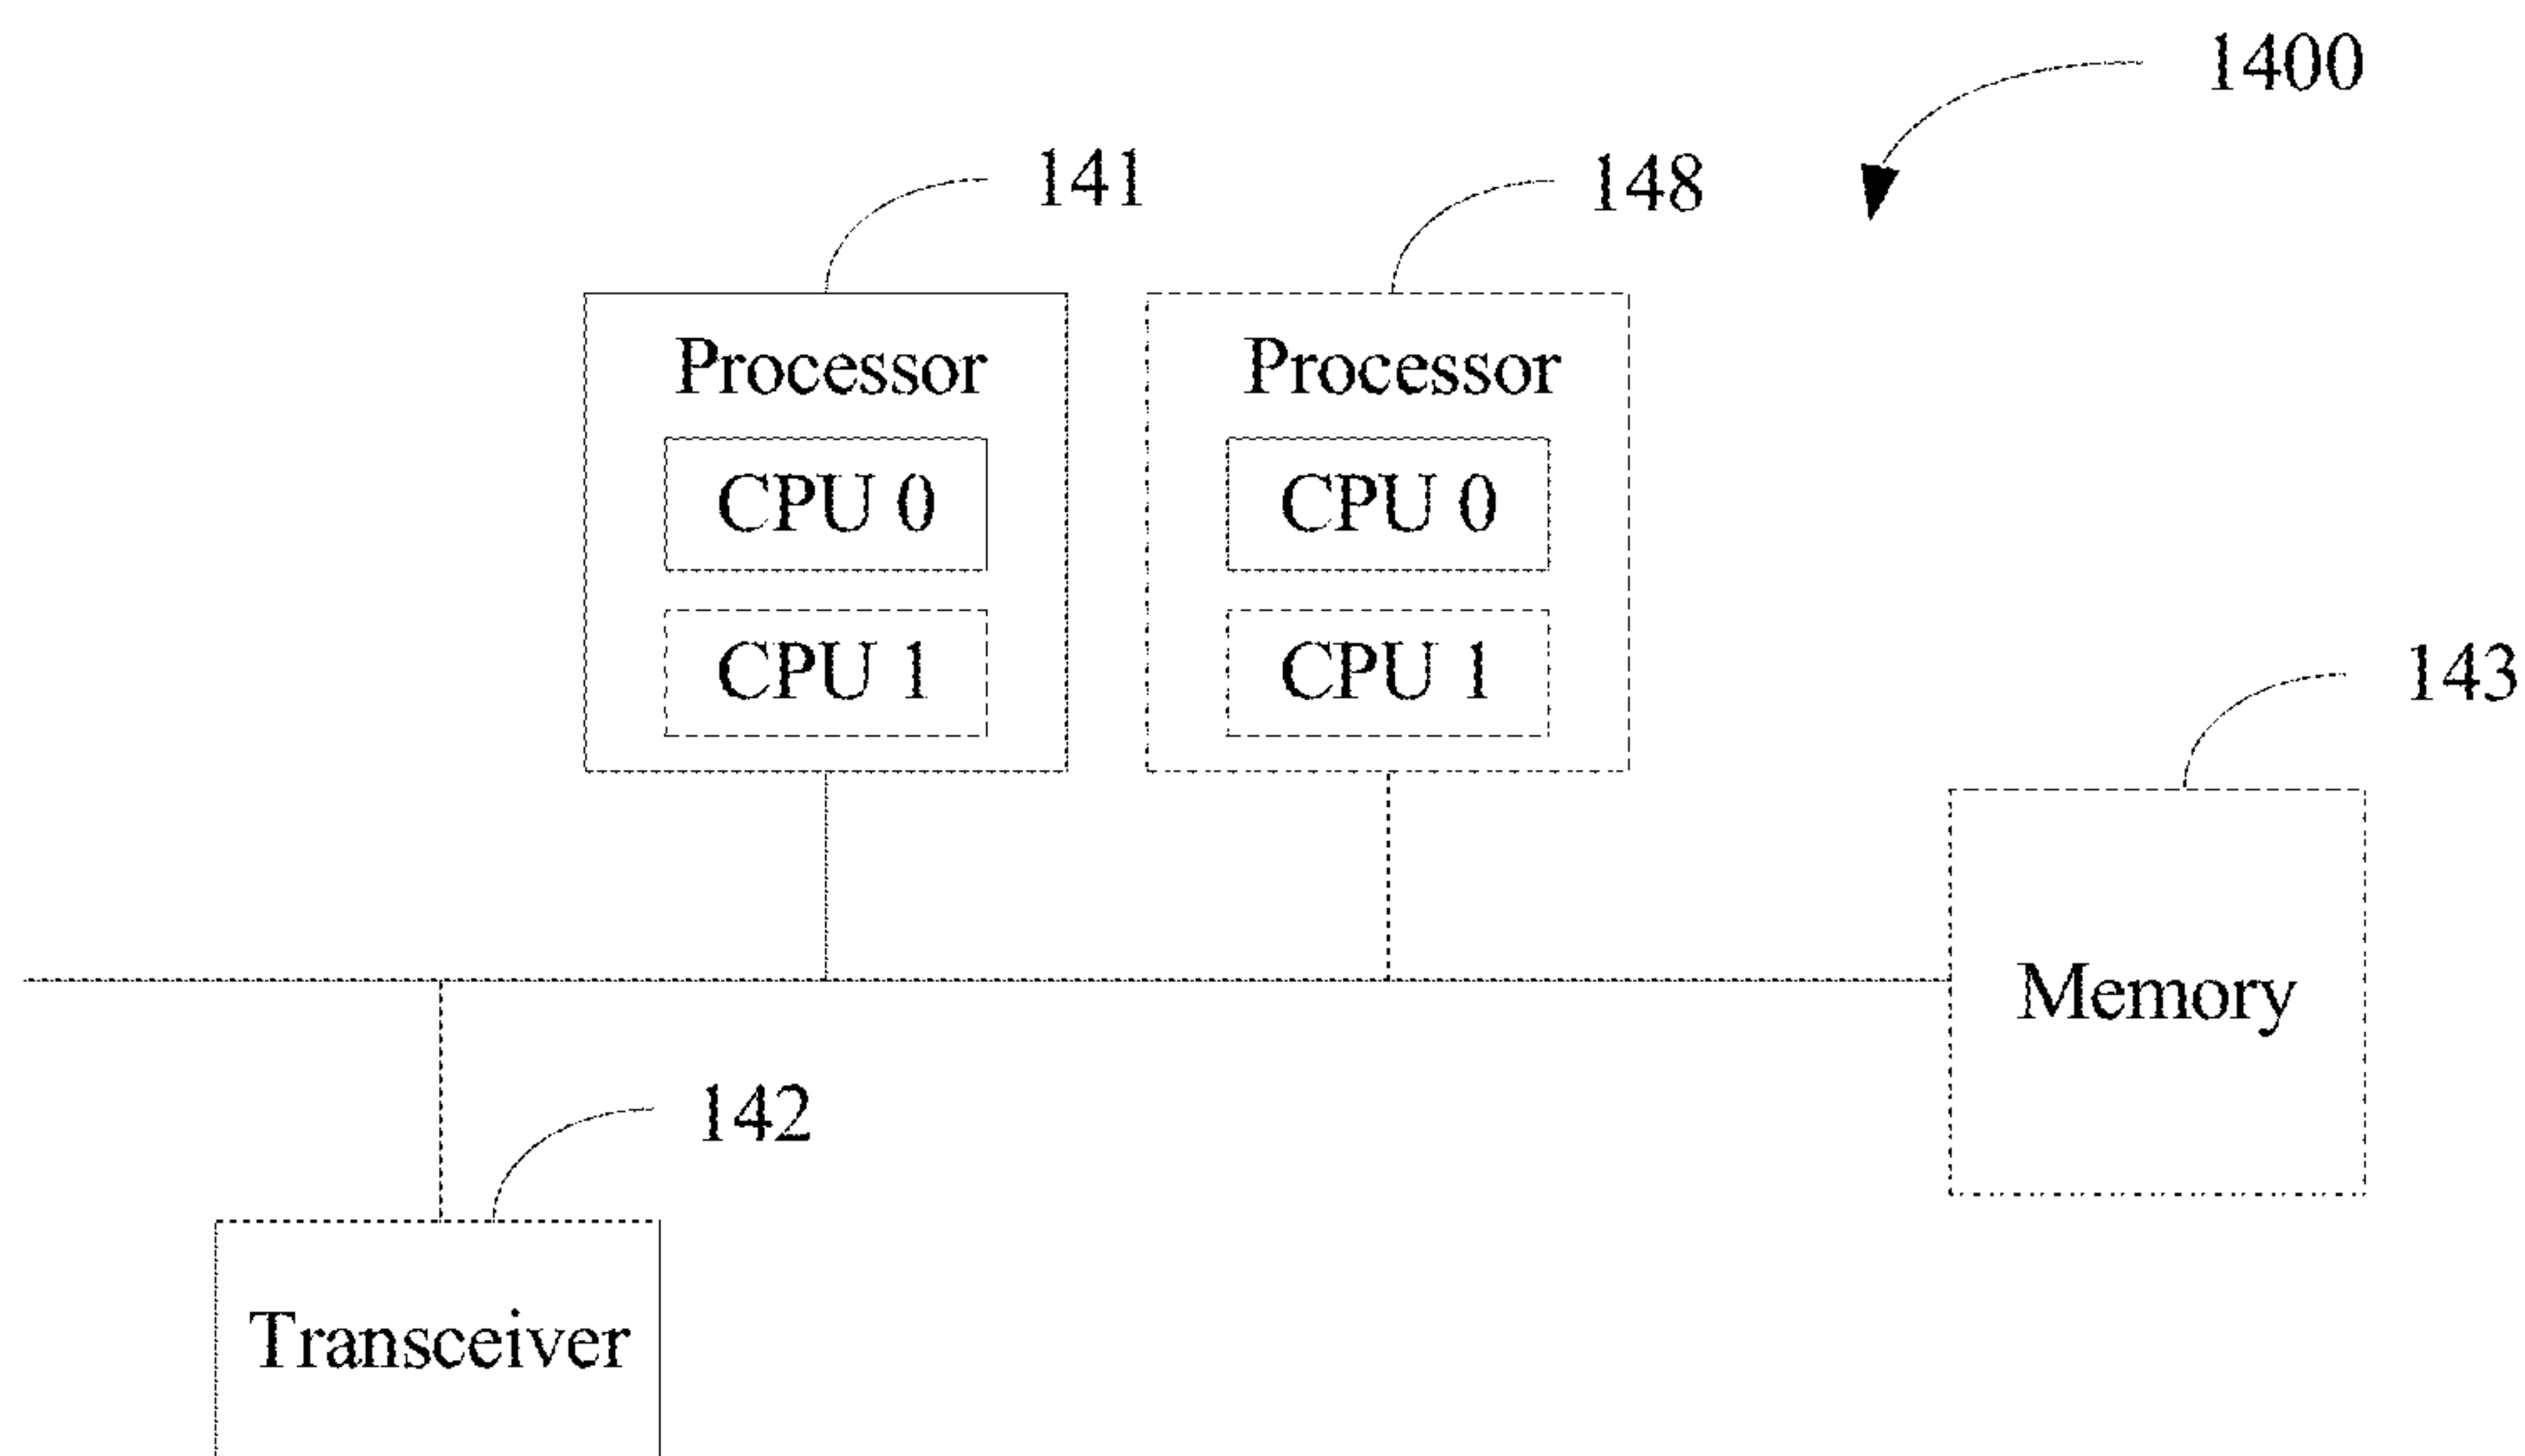 1400
141
148
Processor
Processor
CPU 0
CPU 0
CPU 1
CPU 1
143
Memory
142
Transceiver